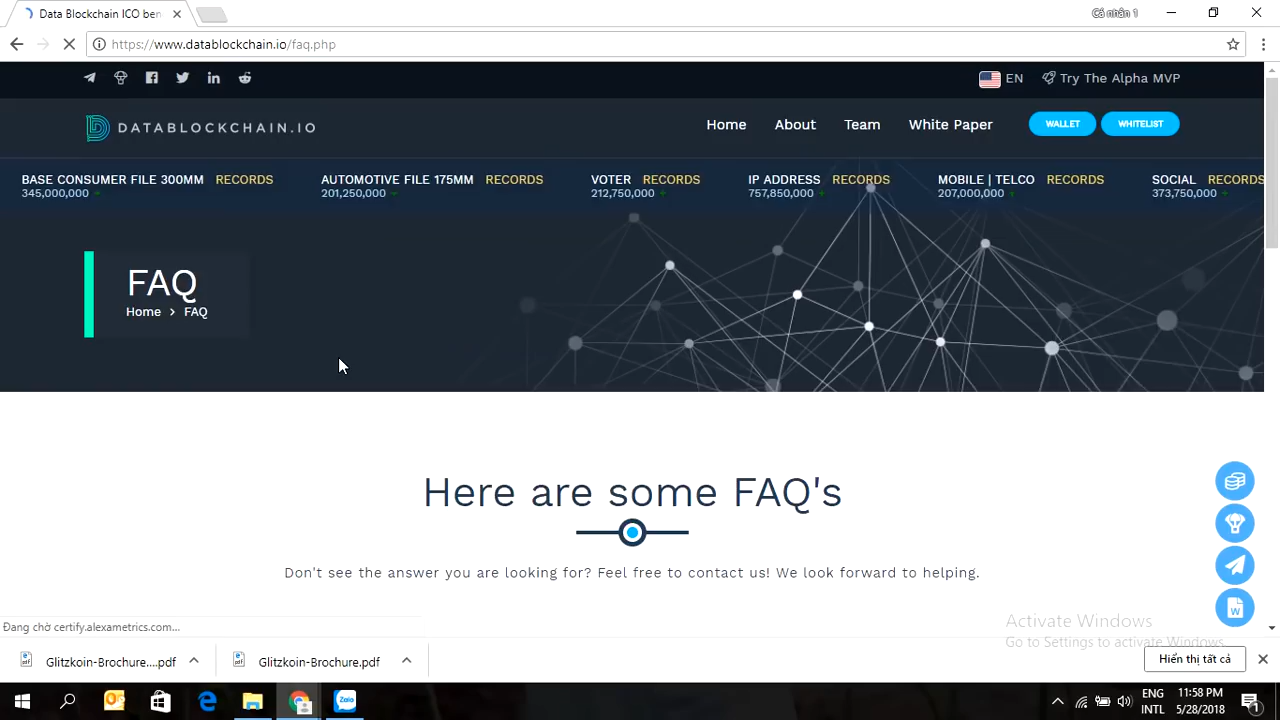 Data Blockchain ICO ben
Cá nhân 1
https://www.datablockchain.io/faq.php
EN
Try The Alpha MVP
DATABLOCKCHAIN.IO
Home
About
Team
White Paper
WALLET
WHITELIST
BASE CONSUMER FILE 300MM RECORDS
345,000,000
AUTOMOTIVE FILE 175MM RECORDS
201,250,000
VOTER RECORDS
212,750,000
IP ADDRESS RECORDS
757,850,000
MOBILE | TELCO RECORDS
207,000,000
SOCIAL RECORDS
373,750,000
FAQ
Home > FAQ
Here are some FAQ's
Don't see the answer you are looking for? Feel free to contact us! We look forward to helping.
W
Activate Windows
Go to Settings to activate Windows.
Đang chờ certify.alexametrics.com...
Glitzkoin-Brochure....pdf
Glitzkoin-Brochure.pdf
Hiển thị tất cả
Zalo
ENG
INTL
11:58 PM
5/28/2018
1